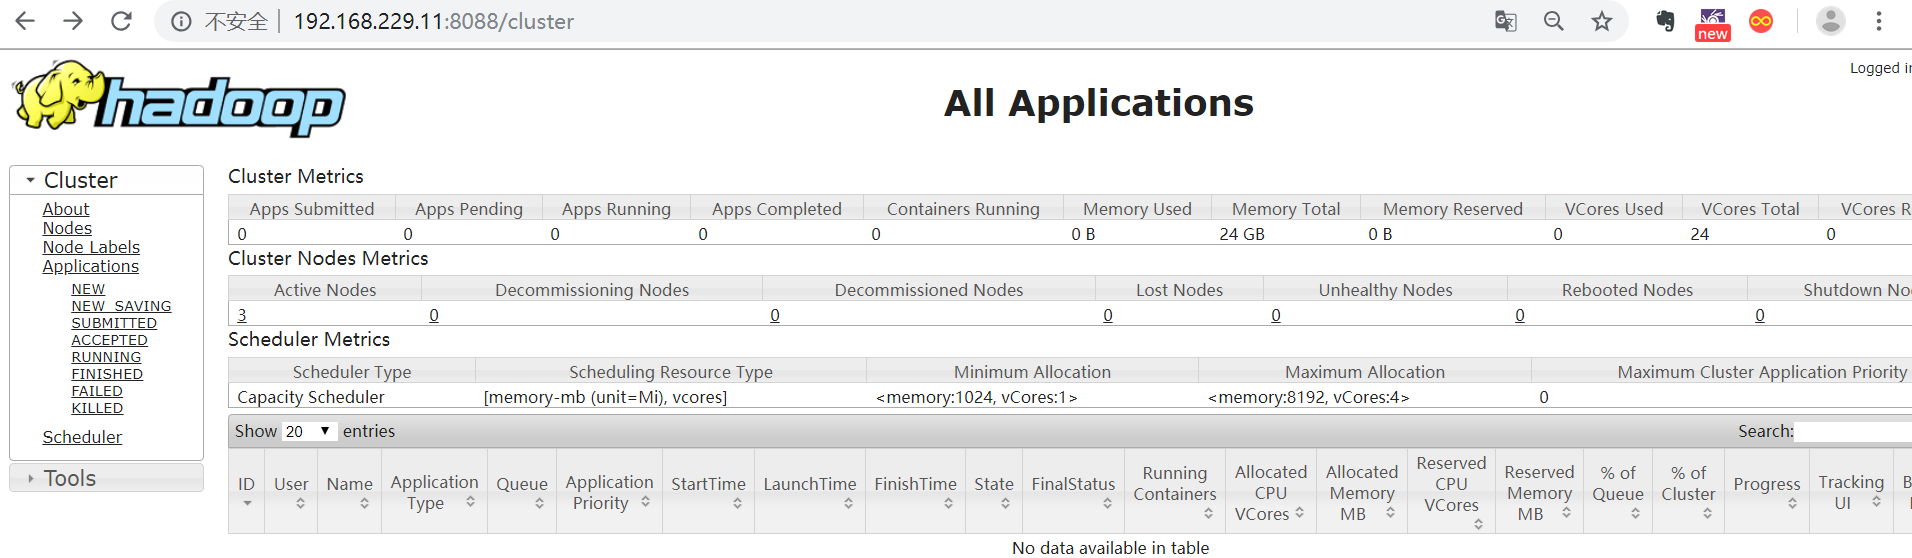 不安全 192.168.229.11:8088/cluster
new
Logged in
hadoop
All Applications
Cluster
About
Nodes
Node Labels
Applications
NEW
NEW_SAVING
SUBMITTED
ACCEPTED
RUNNING
FINISHED
FAILED
KILLED
Scheduler
Tools
Cluster Metrics
Apps Submitted Apps Pending Apps Running Apps Completed Containers Running Memory Used Memory Total Memory Reserved VCores Used VCores Total VCores R
0 0 0 0 0 0 B 24 GB 0 B 0 24 0
Cluster Nodes Metrics
Active Nodes Decommissioning Nodes Decommissioned Nodes Lost Nodes Unhealthy Nodes Rebooted Nodes Shutdown No
3 0 0 0 0 0 0
Scheduler Metrics
Scheduler Type Scheduling Resource Type Minimum Allocation Maximum Allocation Maximum Cluster Application Priority
Capacity Scheduler [memory-mb (unit=Mi), vcores] <memory:1024, vCores:1> <memory:8192, vCores:4> 0
Show 20 entries Search:
ID User Name Application Type Queue Application Priority StartTime LaunchTime FinishTime State FinalStatus Running Containers Allocated CPU VCores Allocated Memory MB Reserved CPU VCores Reserved Memory MB % of Queue % of Cluster Progress Tracking UI
No data available in table